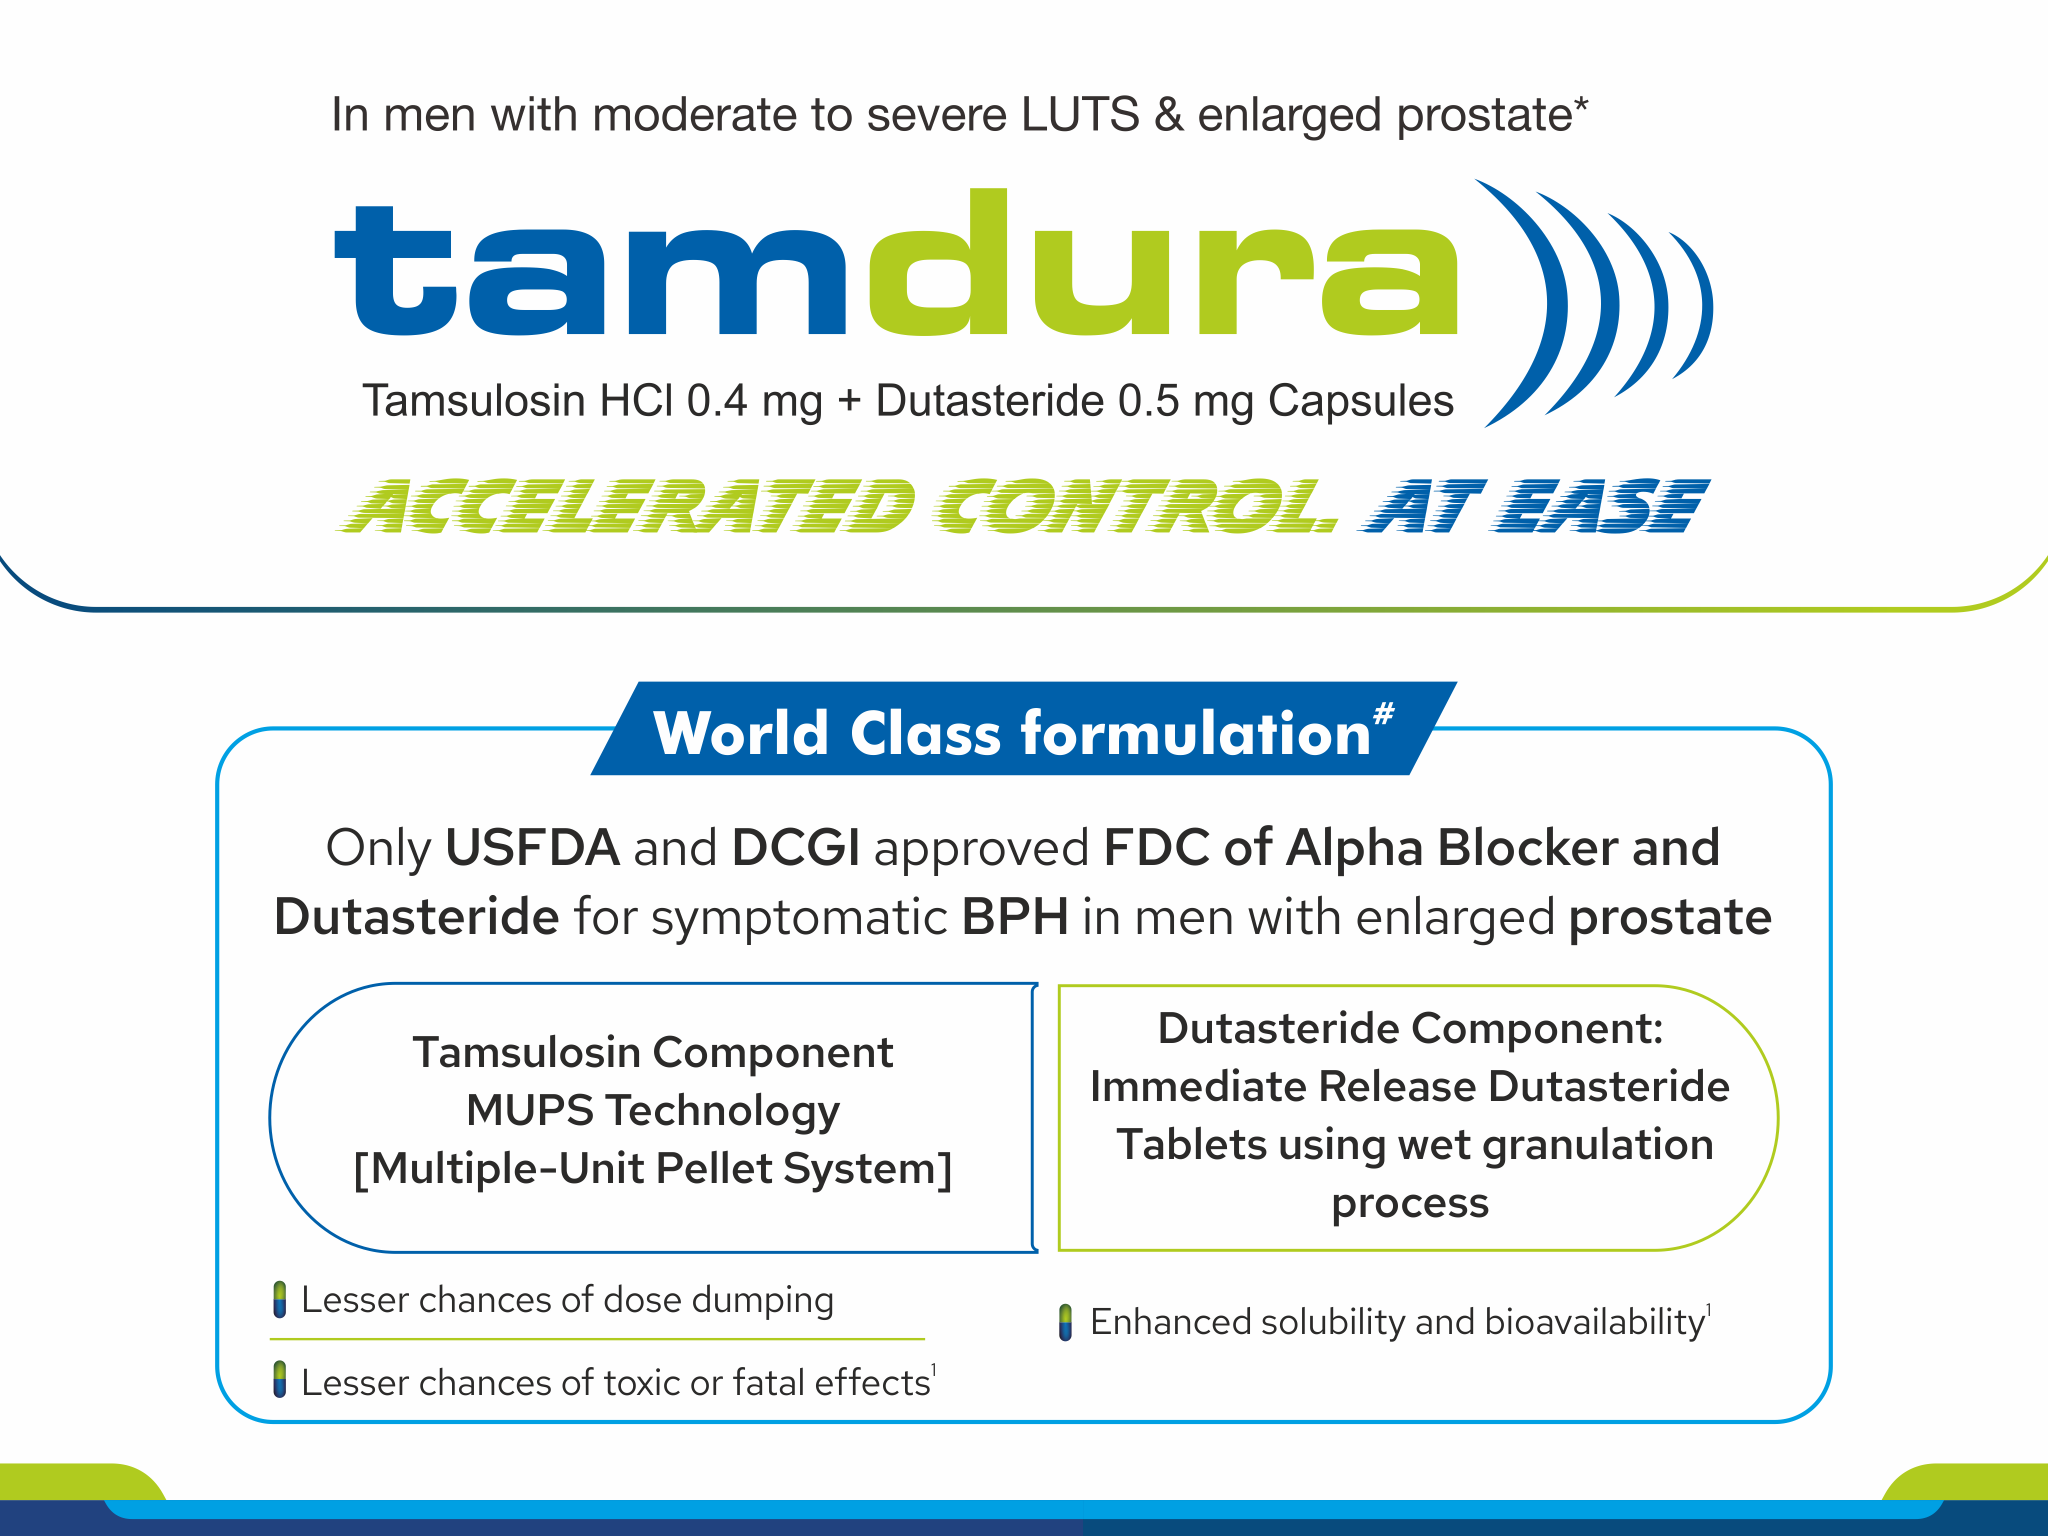 In men with moderate to severe LUTS & enlarged prostate*
tamdura
Tamsulosin HCl 0.4 mg + Dutasteride 0.5 mg Capsules
ACCELERATED CONTROL. AT EASE
World Class formulation#
Only USFDA and DCGI approved FDC of Alpha Blocker and
Dutasteride for symptomatic BPH in men with enlarged prostate
Tamsulosin Component
MUPS Technology
[Multiple-Unit Pellet System]
Lesser chances of dose dumping
Lesser chances of toxic or fatal effects¹
Dutasteride Component:
Immediate Release Dutasteride
Tablets using wet granulation
process
Enhanced solubility and bioavailability¹